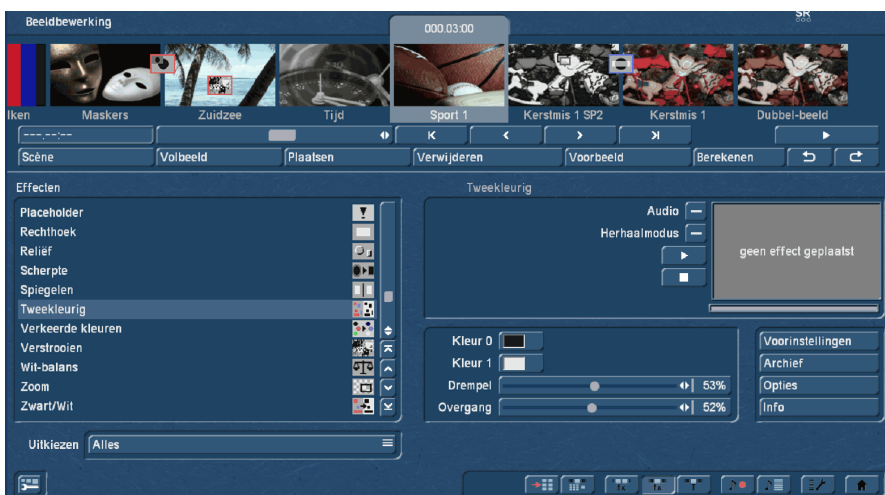 Beeldbewerking
SR
000.03:00
lken Maskers Zuidzee Tijd Sport 1 Kerstmis 1 SP2 Kerstmis 1 Dubbel-beeld
---.--:--
Scène Volbeeld Plaatsen Verwijderen Voorbeeld Berekenen
Effecten
Placeholder
Rechthoek
Reliëf
Scherpte
Spiegelen
Tweekleurig
Verkeerde kleuren
Verstrooien
Wit-balans
Zoom
Zwart/Wit
Uitkiezen Alles
Tweekleurig
Audio
Herhaalmodus
geen effect geplaatst
Kleur 0
Kleur 1
Drempel 53%
Overgang 52%
Voorinstellingen
Archief
Opties
Info